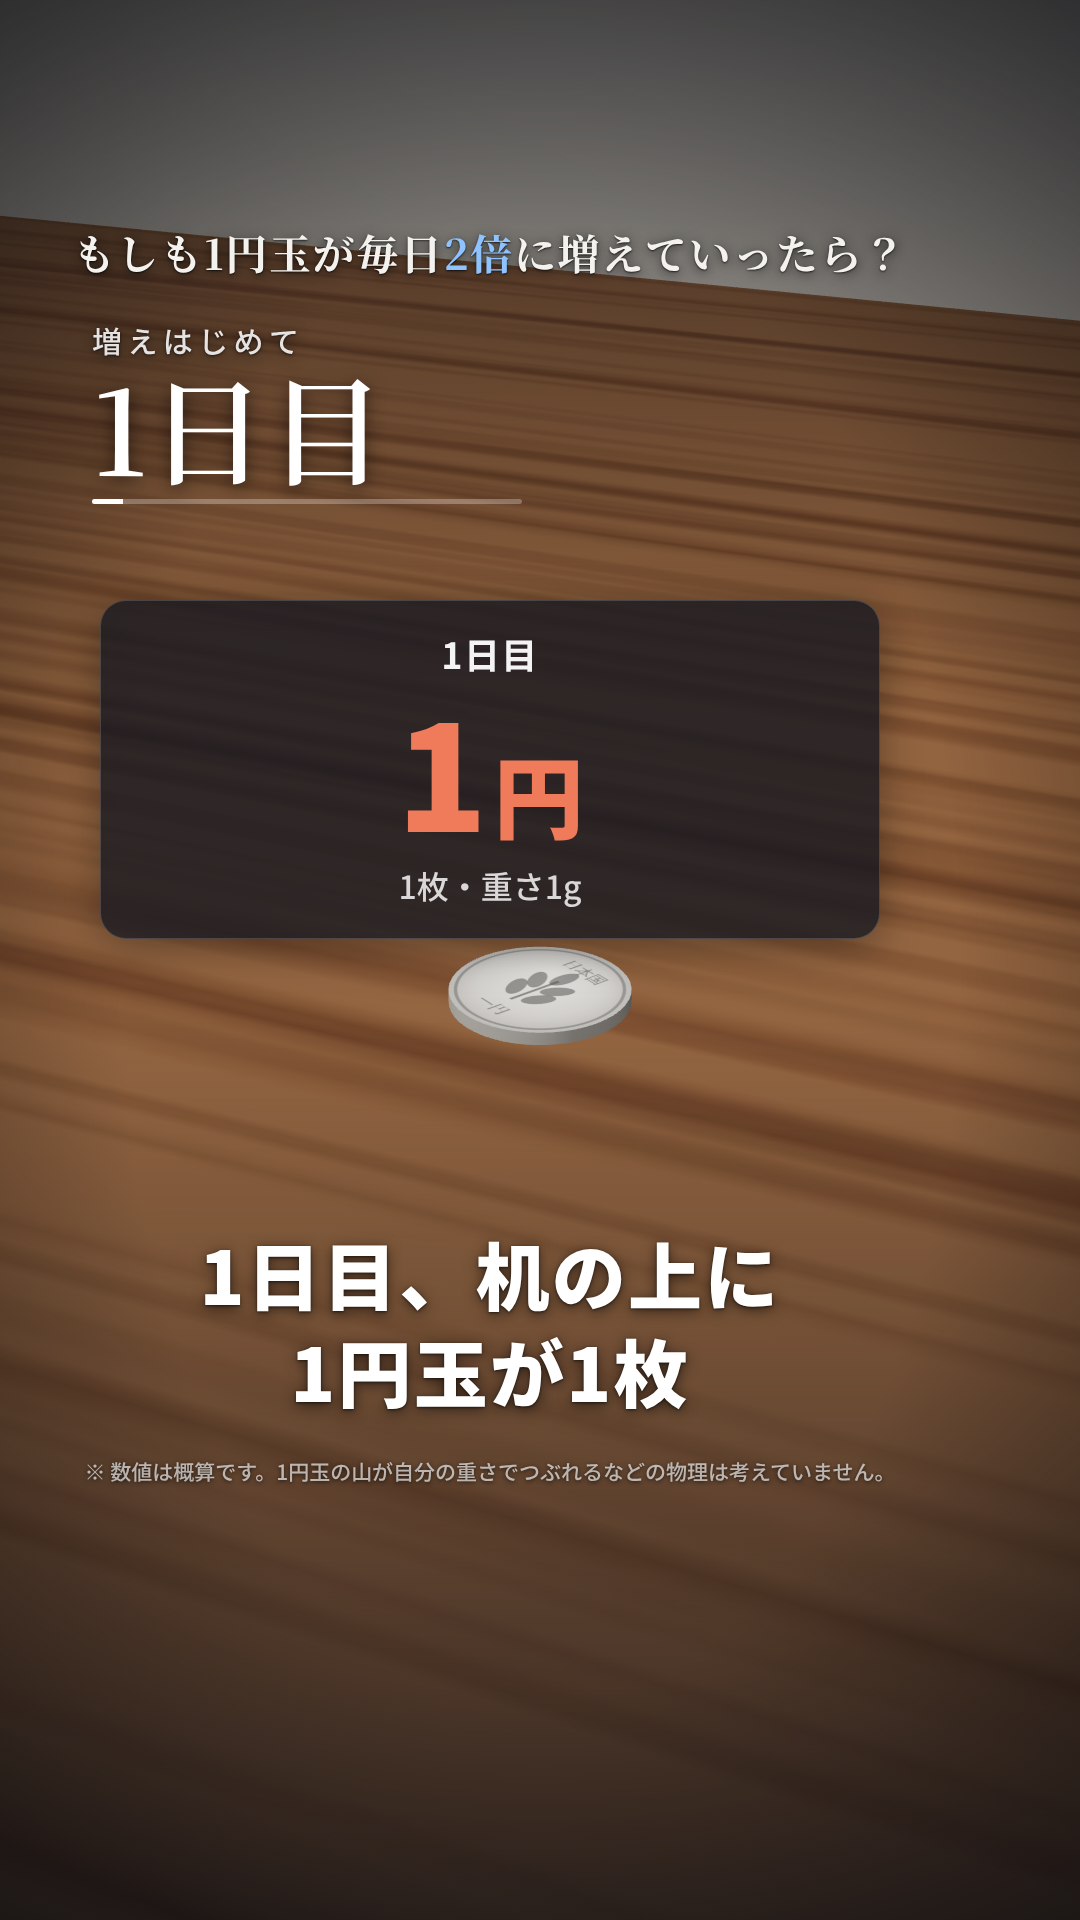 もしも1円玉が毎日2倍に増えていったら？
増えはじめて
1日目
1日目
1円
1枚・重さ1g
日本国
一円
1日目、机の上に
1円玉が1枚
※ 数値は概算です。1円玉の山が自分の重さでつぶれるなどの物理は考えていません。